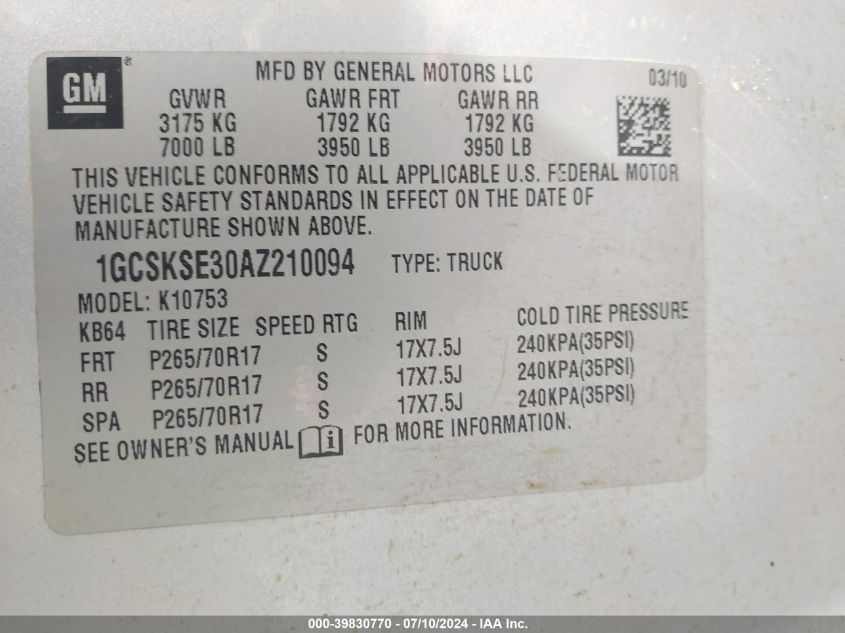 GM ®
MFD BY GENERAL MOTORS LLC 03/10
GVWR GAWR FRT GAWR RR
3175 KG 1792 KG 1792 KG
7000 LB 3950 LB 3950 LB
THIS VEHICLE CONFORMS TO ALL APPLICABLE U.S. FEDERAL MOTOR
VEHICLE SAFETY STANDARDS IN EFFECT ON THE DATE OF
MANUFACTURE SHOWN ABOVE.
1GCSKSE30AZ210094 TYPE: TRUCK
MODEL: K10753
KB64 TIRE SIZE SPEED RTG RIM COLD TIRE PRESSURE
FRT P265/70R17 S 17X7.5J 240KPA(35PSI)
RR P265/70R17 S 17X7.5J 240KPA(35PSI)
SPA P265/70R17 S 17X7.5J 240KPA(35PSI)
SEE OWNER'S MANUAL i FOR MORE INFORMATION.
000-39830770 - 07/10/2024 - IAA Inc.